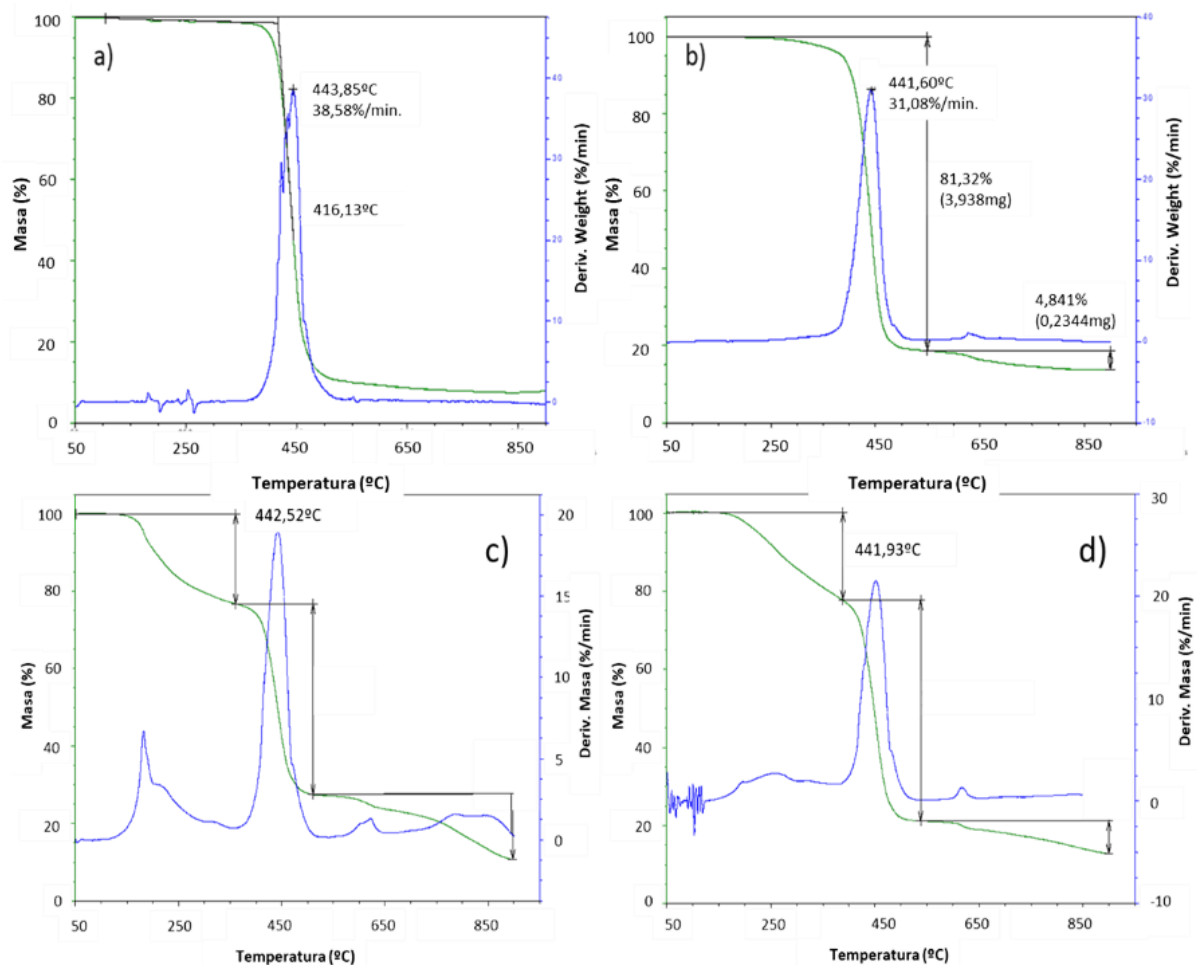 a)
100
80
60
40
20
0
Masa (%)
50
250
450
650
850
Temperatura (ºC)
40
30
20
10
0
Deriv. Weight (%/min)
443,85ºC
38,58%/min.
416,13ºC
b)
100
80
60
40
20
0
Masa (%)
50
250
450
650
850
Temperatura (ºC)
40
30
20
10
0
-10
Deriv. Weight (%/min)
441,60ºC
31,08%/min.
81,32%
(3,938mg)
4,841%
(0,2344mg)
c)
100
80
60
40
20
0
Masa (%)
50
250
450
650
850
Temperatura (ºC)
20
15
10
5
0
Deriv. Masa (%/min)
442,52ºC
d)
100
80
60
40
20
0
Masa (%)
50
250
450
650
850
Temperatura (ºC)
30
20
10
0
-10
Deriv. Masa (%/min)
441,93ºC